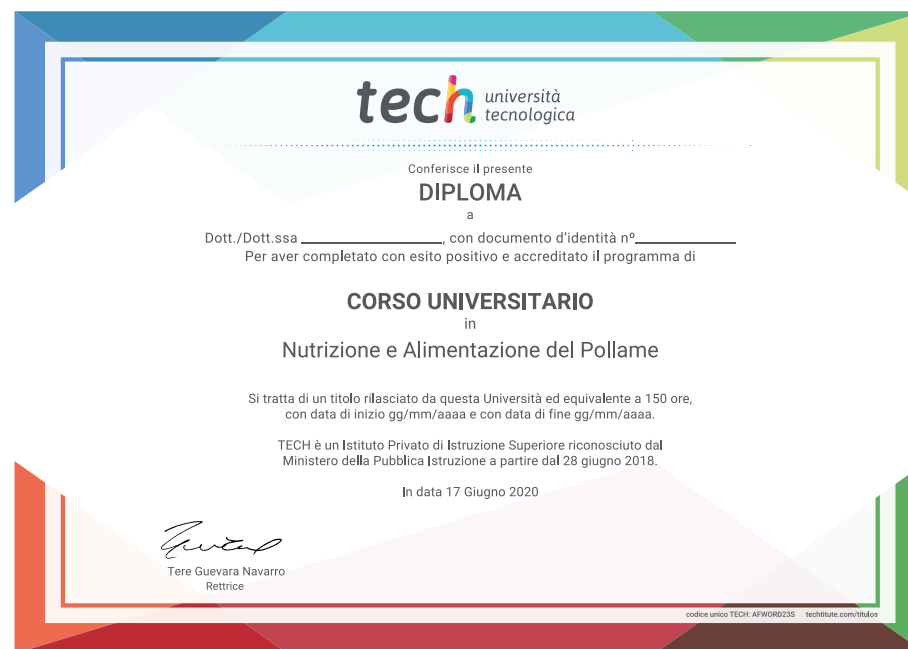 tech università
tecnologica
Conferisce il presente
DIPLOMA
a
Dott./Dott.ssa ____________________, con documento d'identità nº______________
Per aver completato con esito positivo e accreditato il programma di
CORSO UNIVERSITARIO
in
Nutrizione e Alimentazione del Pollame
Si tratta di un titolo rilasciato da questa Università ed equivalente a 150 ore,
con data di inizio gg/mm/aaaa e con data di fine gg/mm/aaaa.
TECH è un Istituto Privato di Istruzione Superiore riconosciuto dal
Ministero della Pubblica Istruzione a partire dal 28 giugno 2018.
In data 17 Giugno 2020
Tere Guevara Navarro
Rettrice
codice unico TECH: AFWORD23S techtitute.com/títulos